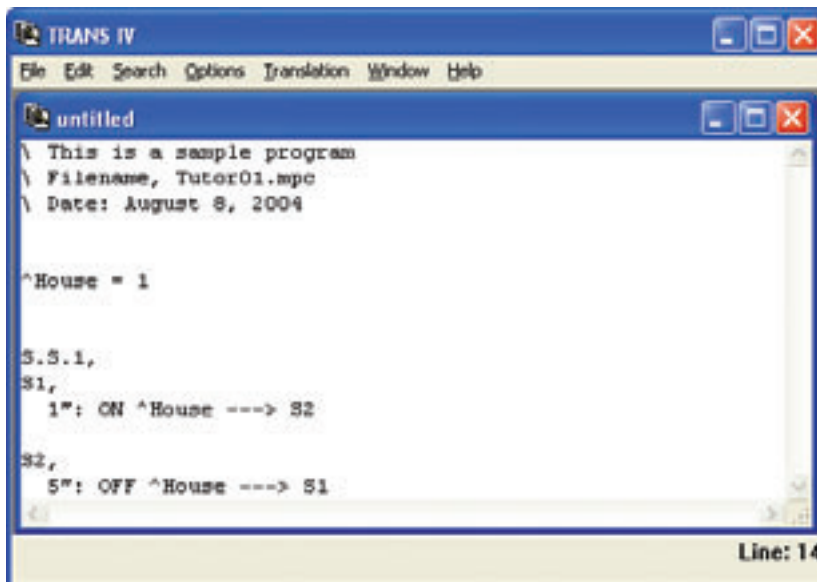 TRANS IV
File Edit Search Options Translation Window Help
untitled
\ This is a sample program
\ Filename, Tutor01.mpc
\ Date: August 8, 2004
^House = 1
S.S.1,
S1,
1": ON ^House ---> S2
S2,
5": OFF ^House ---> S1
Line: 14